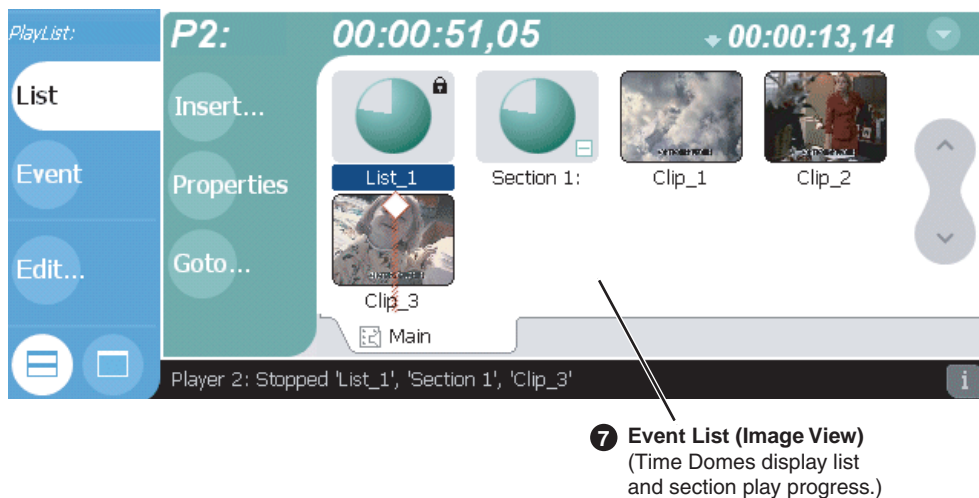 PlayList:
P2: 00:00:51,05 00:00:13,14
List
Insert...
Event
Properties
List_1 Section 1: Clip_1 Clip_2
Edit...
Goto...
Clip_3
Main
Player 2: Stopped 'List_1', 'Section 1', 'Clip_3'
i
7 Event List (Image View)
(Time Domes display list
and section play progress.)